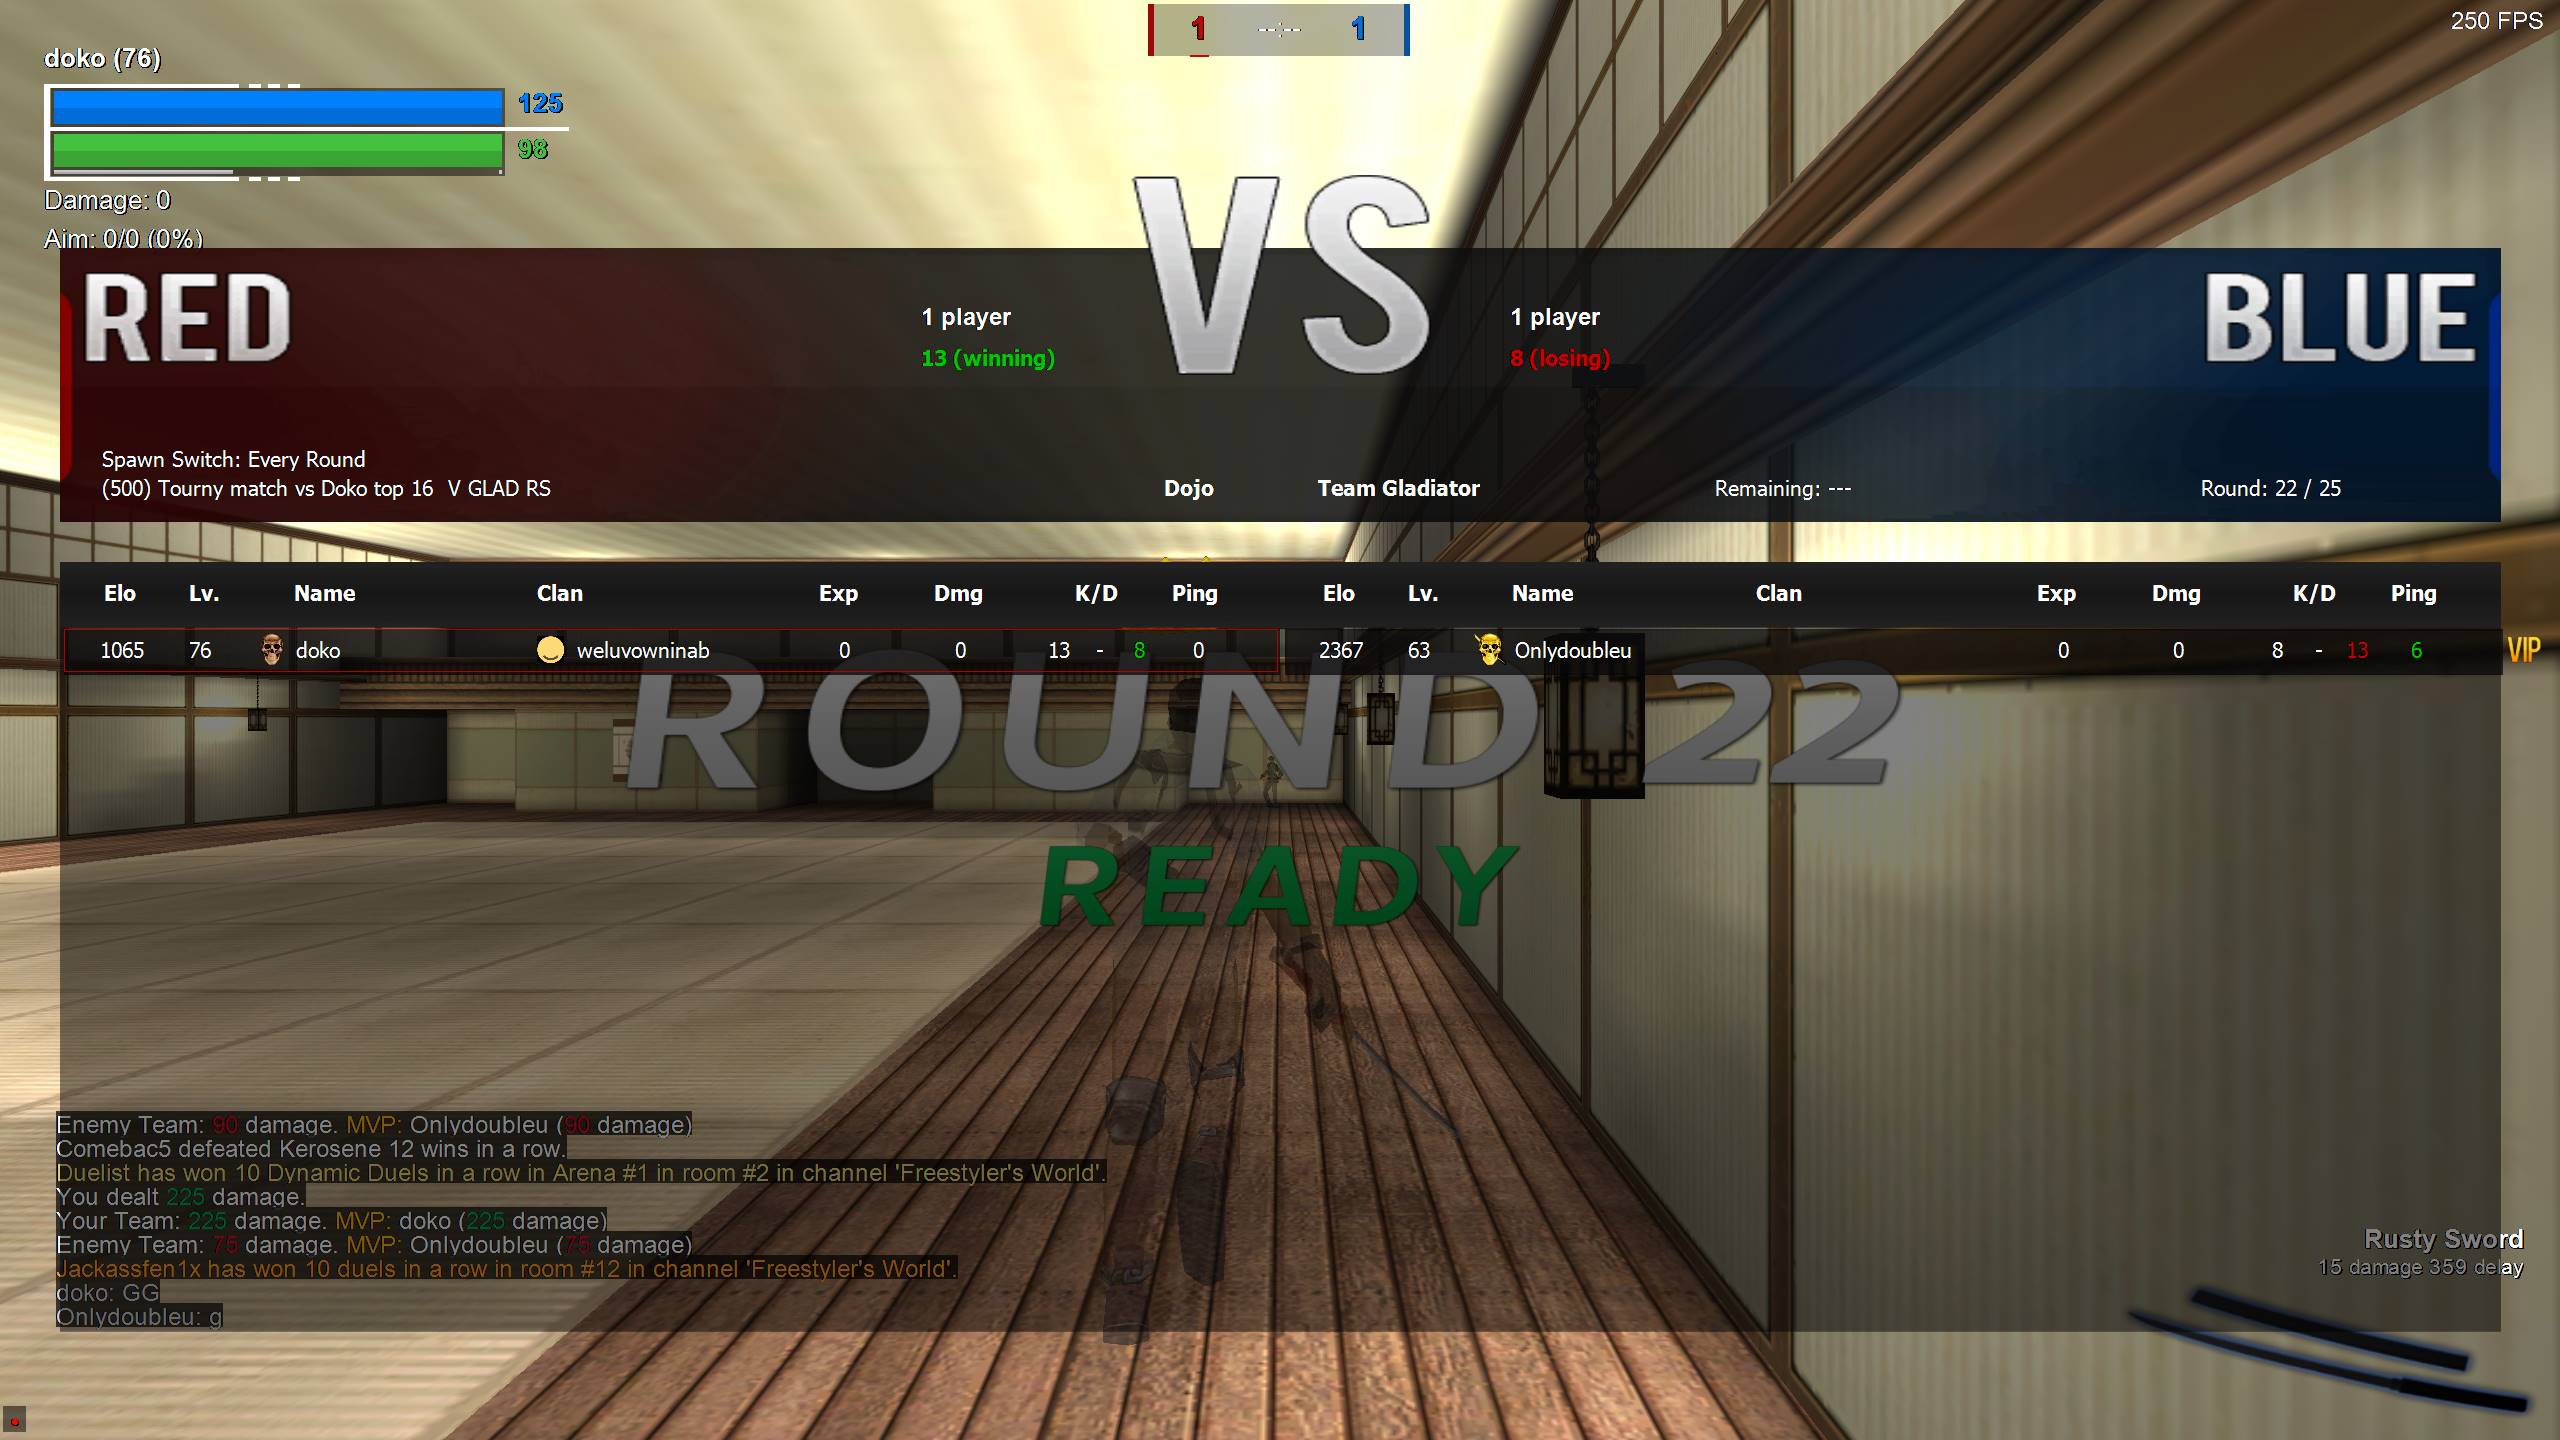 1 --:-- 1
250 FPS
doko (76)
125
98
Damage: 0
Aim: 0/0 (0%)
VS
RED
1 player
13 (winning)
1 player
8 (losing)
BLUE
Spawn Switch: Every Round
(500) Tourny match vs Doko top 16 V GLAD RS
Dojo
Team Gladiator
Remaining: ---
Round: 22 / 25
Elo Lv. Name Clan Exp Dmg K/D Ping Elo Lv. Name Clan Exp Dmg K/D Ping
1065 76 doko weluvowninab 0 0 13 - 8 0 2367 63 Onlydoubleu 0 0 8 - 13 6 VIP
ROUND 22
READY
Enemy Team: 90 damage. MVP: Onlydoubleu (90 damage)
Comebac5 defeated Kerosene 12 wins in a row.
Duelist has won 10 Dynamic Duels in a row in Arena #1 in room #2 in channel 'Freestyler's World'.
You dealt 225 damage.
Your Team: 225 damage. MVP: doko (225 damage)
Enemy Team: 75 damage. MVP: Onlydoubleu (75 damage)
Jackassfen1x has won 10 duels in a row in room #12 in channel 'Freestyler's World'.
doko: GG
Onlydoubleu: g
Rusty Sword
15 damage 359 delay